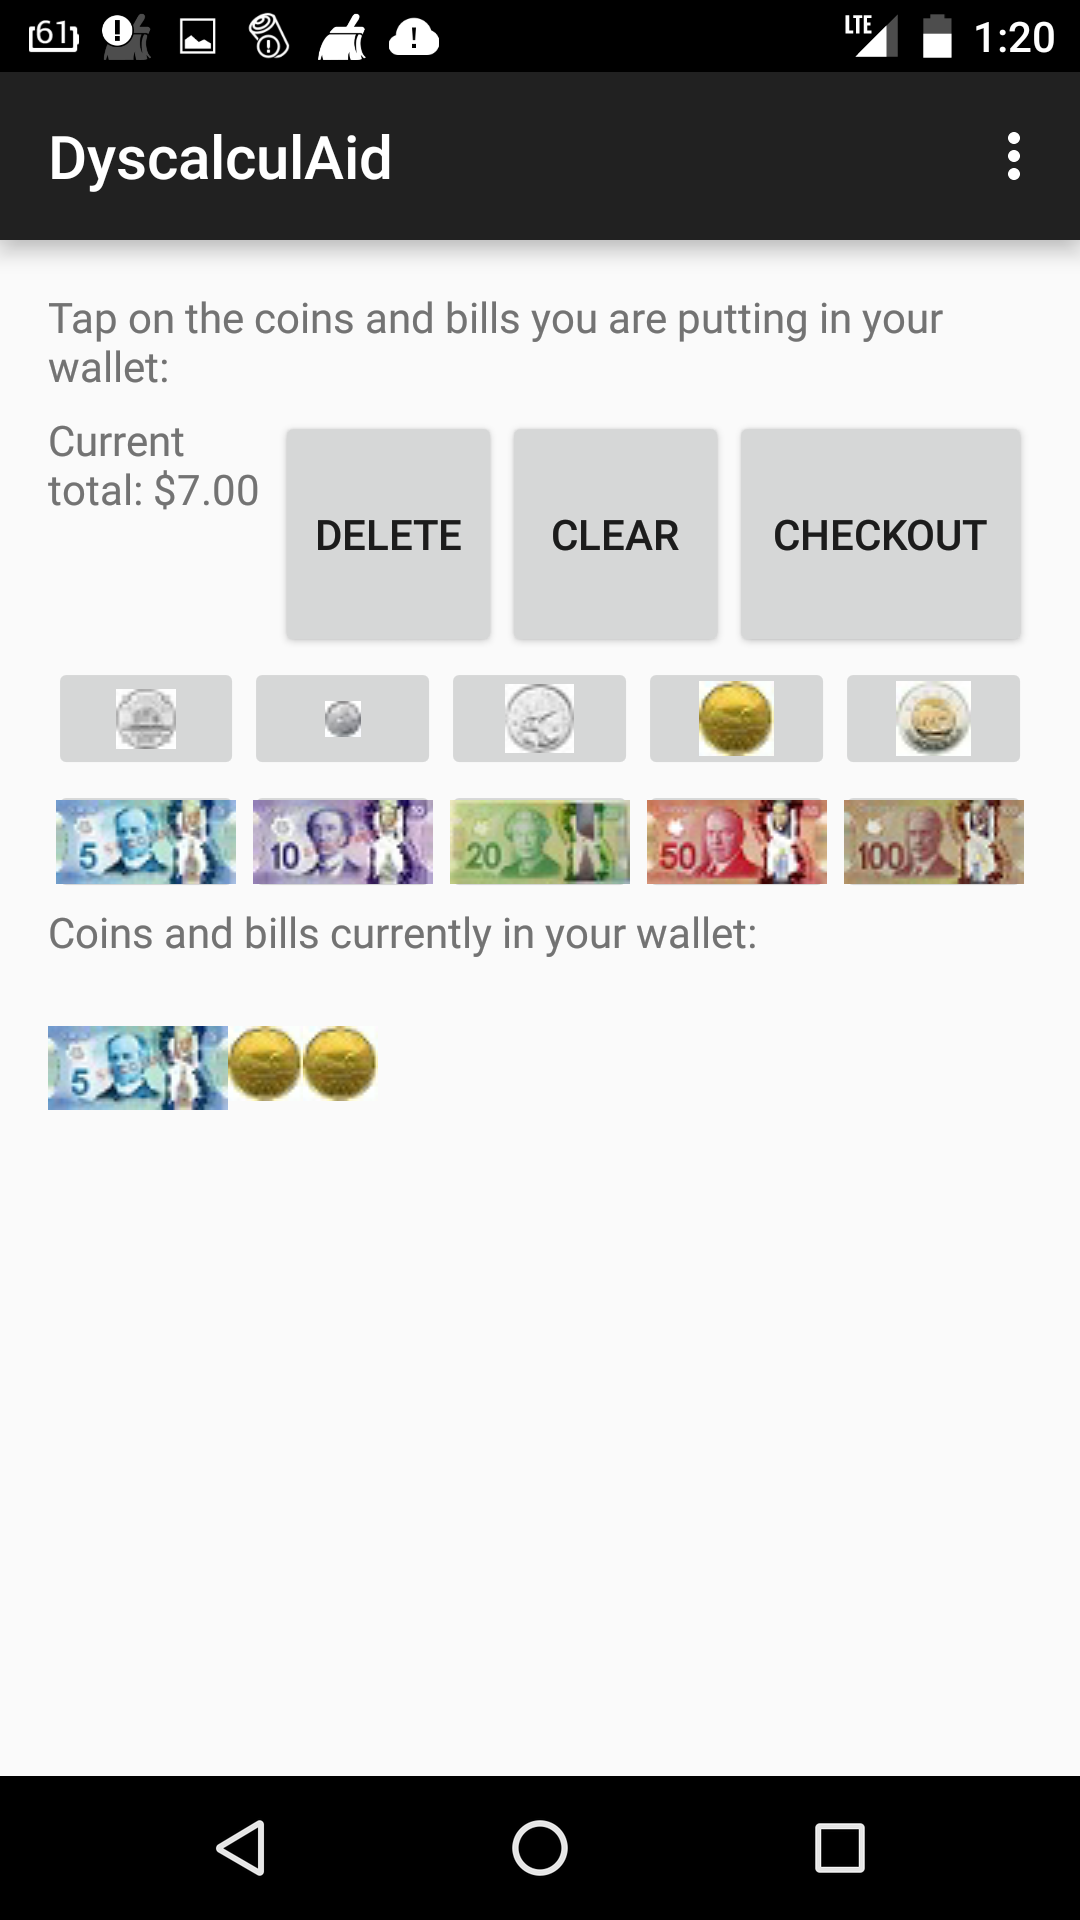 61
LTE
1:20
DyscalculAid
Tap on the coins and bills you are putting in your
wallet:
Current
total: $7.00
DELETE
CLEAR
CHECKOUT
5
10
20
50
100
Coins and bills currently in your wallet:
5